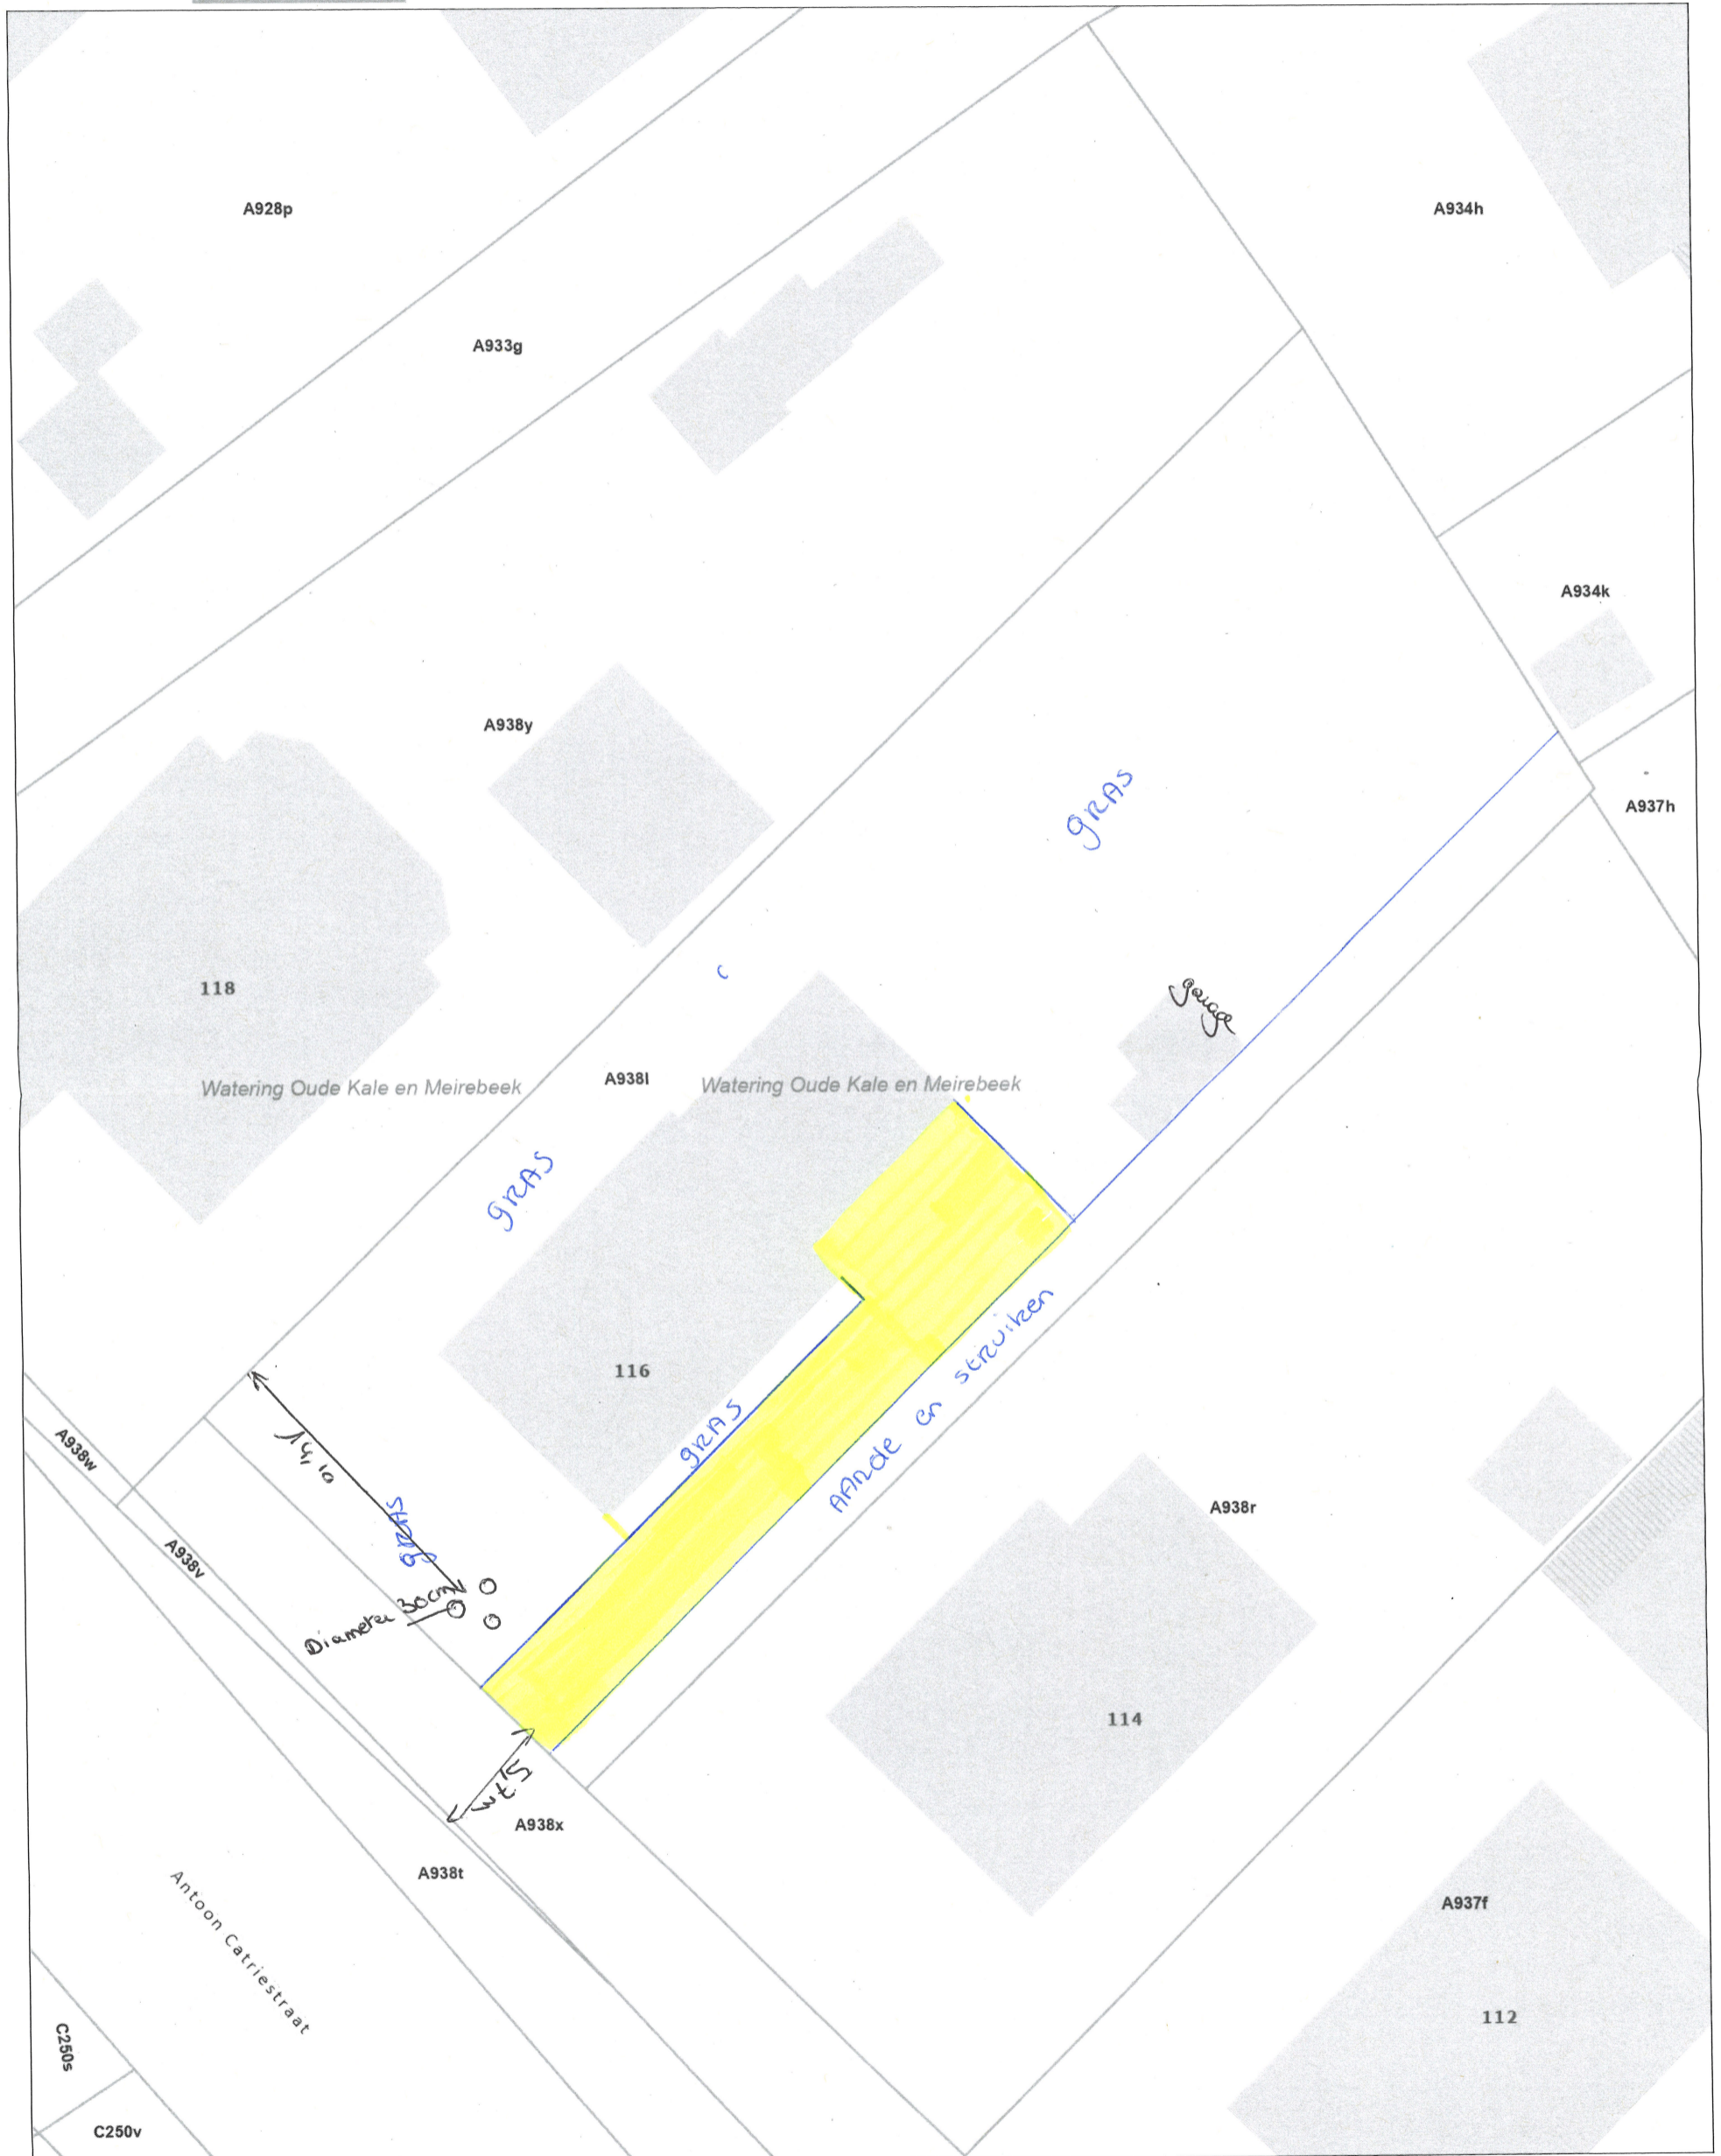 A928p
A934h
A933g
A934k
A938y
A937h
gRAS
118
garage
A938l
Watering Oude Kale en Meirebeek
Watering Oude Kale en Meirebeek
gRAS
116
AARde en struiken
gRAS
A938w
14,10
gRAS
A938r
A938v
Diameter 30cm
114
A938x
A938t
Antoon Catriestraat
A937f
112
C250s
C250v